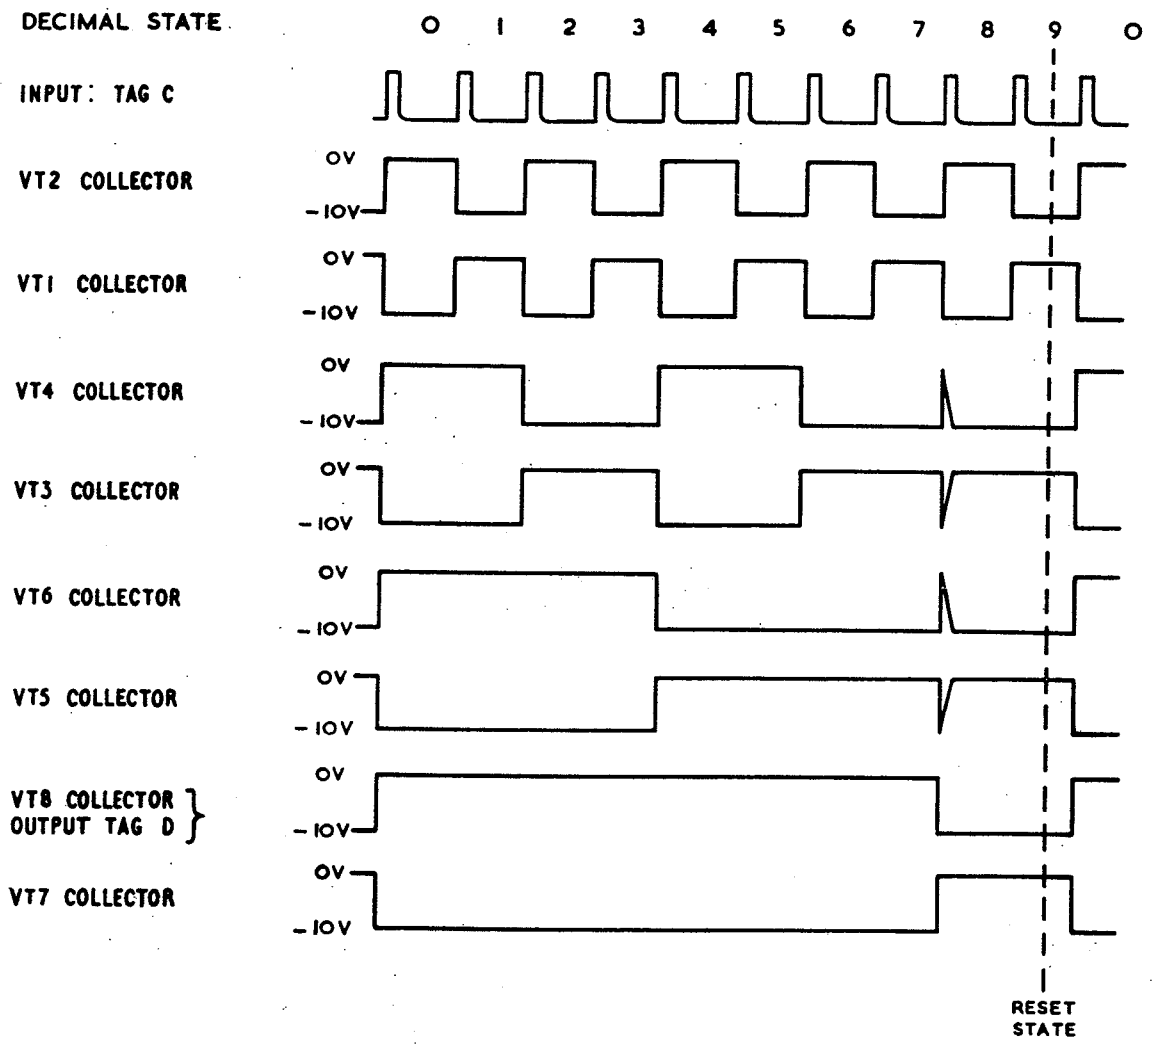 DECIMAL STATE 0 1 2 3 4 5 6 7 8 9 0
INPUT: TAG C
VT2 COLLECTOR
0V
-10V
VT1 COLLECTOR
0V
-10V
VT4 COLLECTOR
0V
-10V
VT3 COLLECTOR
0V
-10V
VT6 COLLECTOR
0V
-10V
VT5 COLLECTOR
0V
-10V
VT8 COLLECTOR
OUTPUT TAG D
0V
-10V
VT7 COLLECTOR
0V
-10V
RESET
STATE